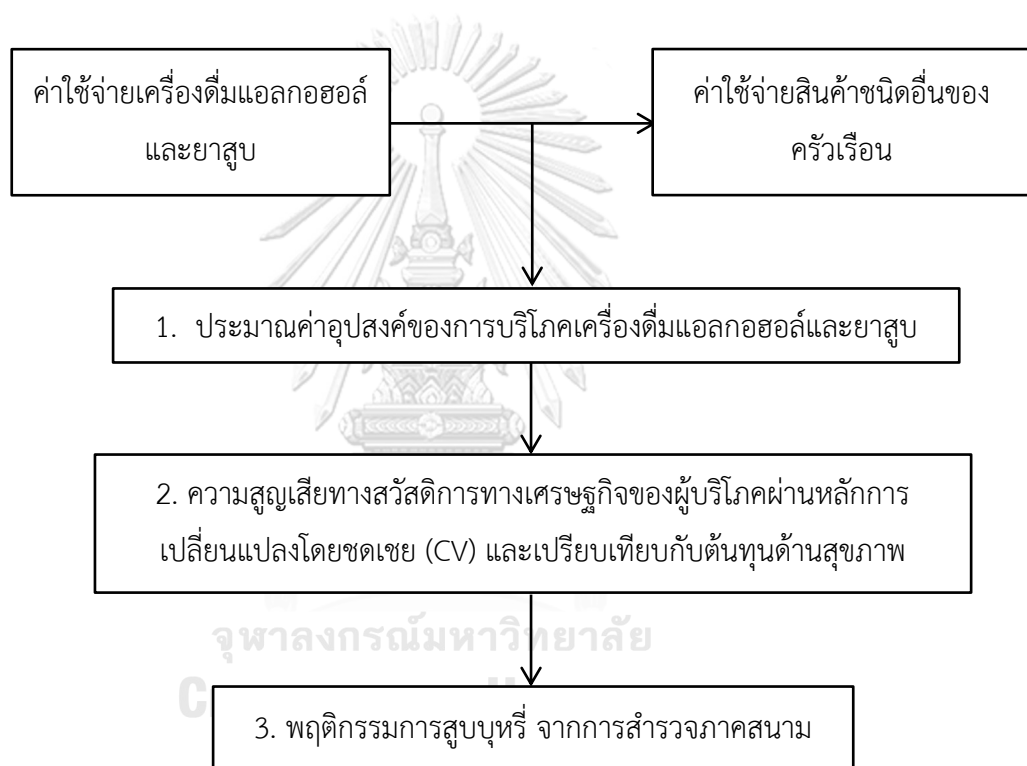 ค่าใช้จ่ายเครื่องดื่มแอลกอฮอล์
และยาสูบ
ค่าใช้จ่ายสินค้าชนิดอื่นของ
ครัวเรือน
1. ประมาณค่าอุปสงค์ของการบริโภคเครื่องดื่มแอลกอฮอล์และยาสูบ
2. ความสูญเสียทางสวัสดิการทางเศรษฐกิจของผู้บริโภคผ่านหลักการ
เปลี่ยนแปลงโดยชดเชย (CV) และเปรียบเทียบกับต้นทุนด้านสุขภาพ
จุฬาลงกรณ์มหาวิทยาลัย
3. พฤติกรรมการสูบบุหรี่ จากการสำรวจภาคสนาม